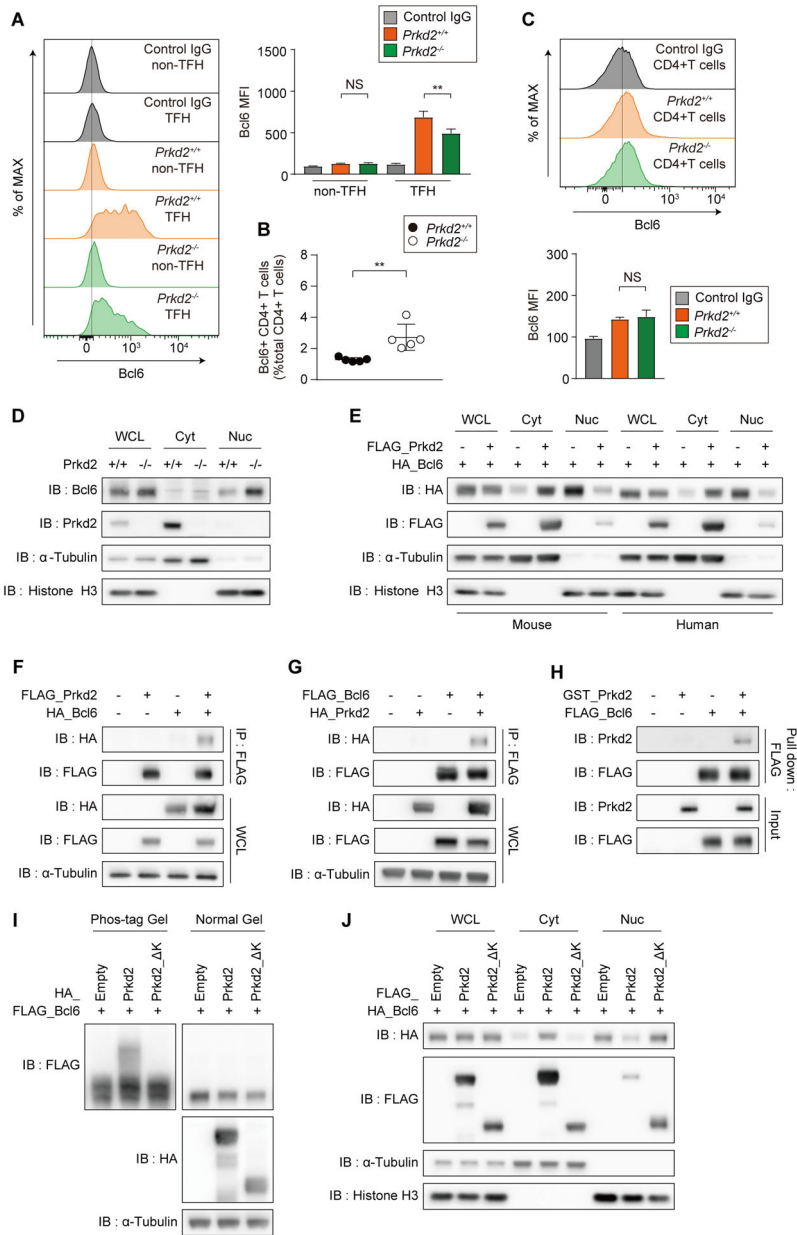 A
% of MAX
Control IgG
non-TFH
Control IgG
TFH
Prkd2+/+
non-TFH
Prkd2+/+
TFH
Prkd2-/-
non-TFH
Prkd2-/-
TFH
0 10³ 10⁴
Bcl6
Control IgG
Prkd2+/+
Prkd2-/-
Bcl6 MFI
1500
1000
500
0
NS
**
non-TFH TFH
B
Prkd2+/+
Prkd2-/-
Bcl6+ CD4+ T cells
(%total CD4+ T cells)
8
6
4
2
0
**
C
% of MAX
Control IgG
CD4+T cells
Prkd2+/+
CD4+T cells
Prkd2-/-
CD4+T cells
0 10³ 10⁴
Bcl6
Bcl6 MFI
300
200
100
0
NS
Control IgG
Prkd2+/+
Prkd2-/-
D
WCL Cyt Nuc
Prkd2 +/+ -/- +/+ -/- +/+ -/-
IB : Bcl6
IB : Prkd2
IB : α-Tubulin
IB : Histone H3
E
WCL Cyt Nuc WCL Cyt Nuc
FLAG_Prkd2 - + - + - + - + - + - +
HA_Bcl6 + + + + + + + + + + + +
IB : HA
IB : FLAG
IB : α-Tubulin
IB : Histone H3
Mouse Human
F
FLAG_Prkd2 - + - +
HA_Bcl6 - - + +
IB : HA
IB : FLAG
IP : FLAG
IB : HA
IB : FLAG
IB : α-Tubulin
WCL
G
FLAG_Bcl6 - - + +
HA_Prkd2 - + - +
IB : HA
IB : FLAG
IP : FLAG
IB : HA
IB : FLAG
IB : α-Tubulin
WCL
H
GST_Prkd2 - + - +
FLAG_Bcl6 - - + +
IB : Prkd2
IB : FLAG
Pull down :
FLAG
IB : Prkd2
IB : FLAG
Input
I
Phos-tag Gel Normal Gel
HA_ Empty Prkd2 Prkd2_ΔK Empty Prkd2 Prkd2_ΔK
FLAG_Bcl6 + + + + + +
IB : FLAG
IB : HA
IB : α-Tubulin
J
WCL Cyt Nuc
FLAG_ Empty Prkd2 Prkd2_ΔK Empty Prkd2 Prkd2_ΔK Empty Prkd2 Prkd2_ΔK
HA_Bcl6 + + + + + + + + +
IB : HA
IB : FLAG
IB : α-Tubulin
IB : Histone H3